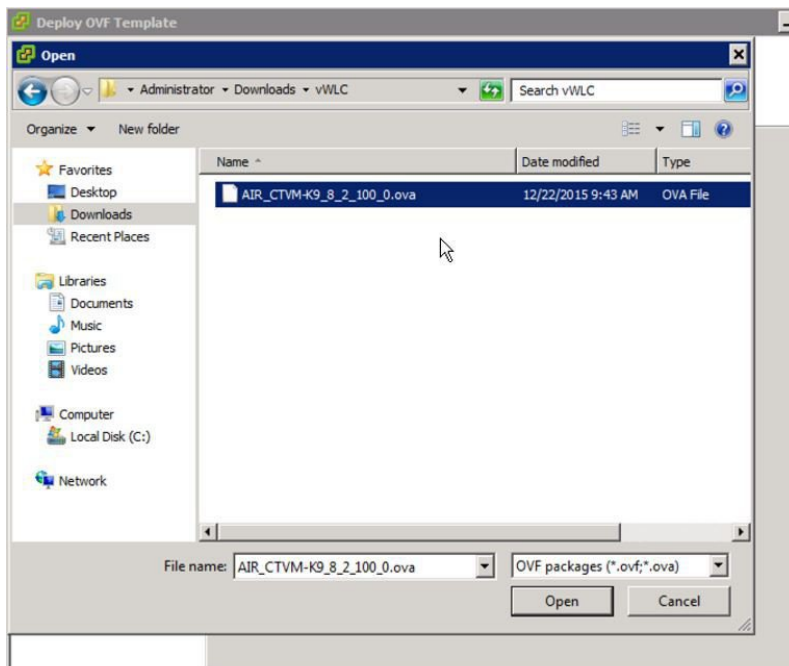 Deploy OVF Template
Open
Administrator Downloads vWLC
Search vWLC
Organize New folder
Favorites
Desktop
Downloads
Recent Places
Libraries
Documents
Music
Pictures
Videos
Computer
Local Disk (C:)
Network
Name Date modified Type
AIR_CTVM-K9_8_2_100_0.ova 12/22/2015 9:43 AM OVA File
File name: AIR_CTVM-K9_8_2_100_0.ova OVF packages (*.ovf;*.ova)
Open Cancel